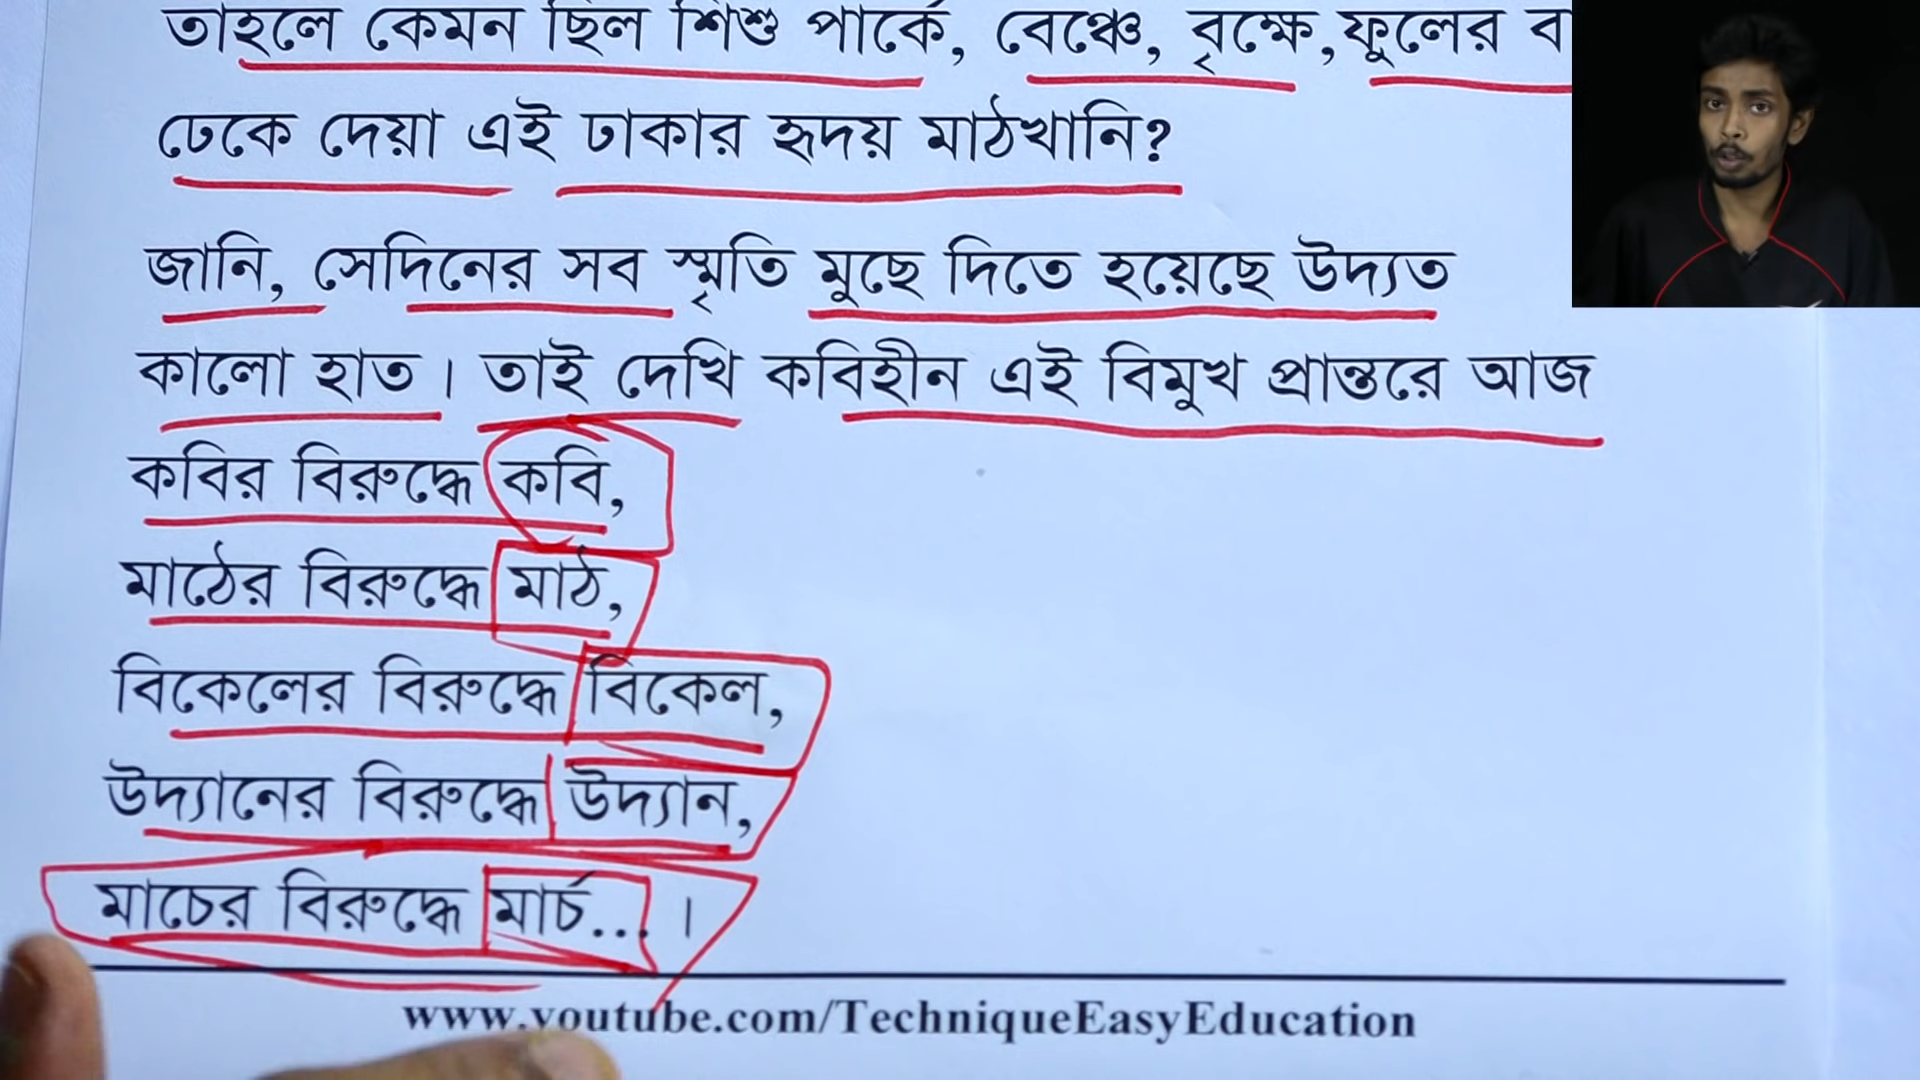 তাহলে কেমন ছিল শিশু পার্কে, বেঞ্চে, বৃক্ষে, ফুলের
ঢেকে দেয়া এই ঢাকার হৃদয় মাঠখানি?
জানি, সেদিনের সব স্মৃতি মুছে দিতে হয়েছে উদ্যত
কালো হাত। তাই দেখি কবিহীন এই বিমুখ প্রান্তরে আজ
কবির বিরুদ্ধে কবি,
মাঠের বিরুদ্ধে মাঠ,
বিকেলের বিরুদ্ধে বিকেল,
উদ্যানের বিরুদ্ধে উদ্যান,
মাচের বিরুদ্ধে মার্চ... ।
www.youtube.com/TechniqueEasyEducation